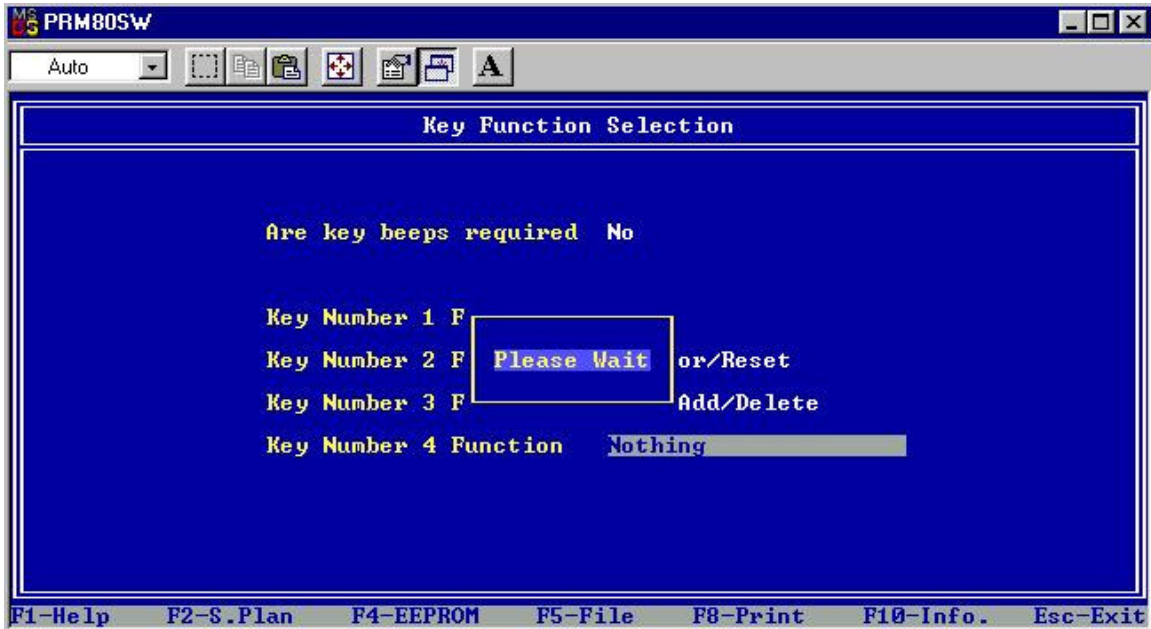 PRM80SW
Auto A
Key Function Selection
Are key beeps required No
Key Number 1 F
Key Number 2 F Please Wait or/Reset
Key Number 3 F Add/Delete
Key Number 4 Function Nothing
F1-Help F2-S.Plan F4-EEPROM F5-File F8-Print F10-Info. Esc-Exit